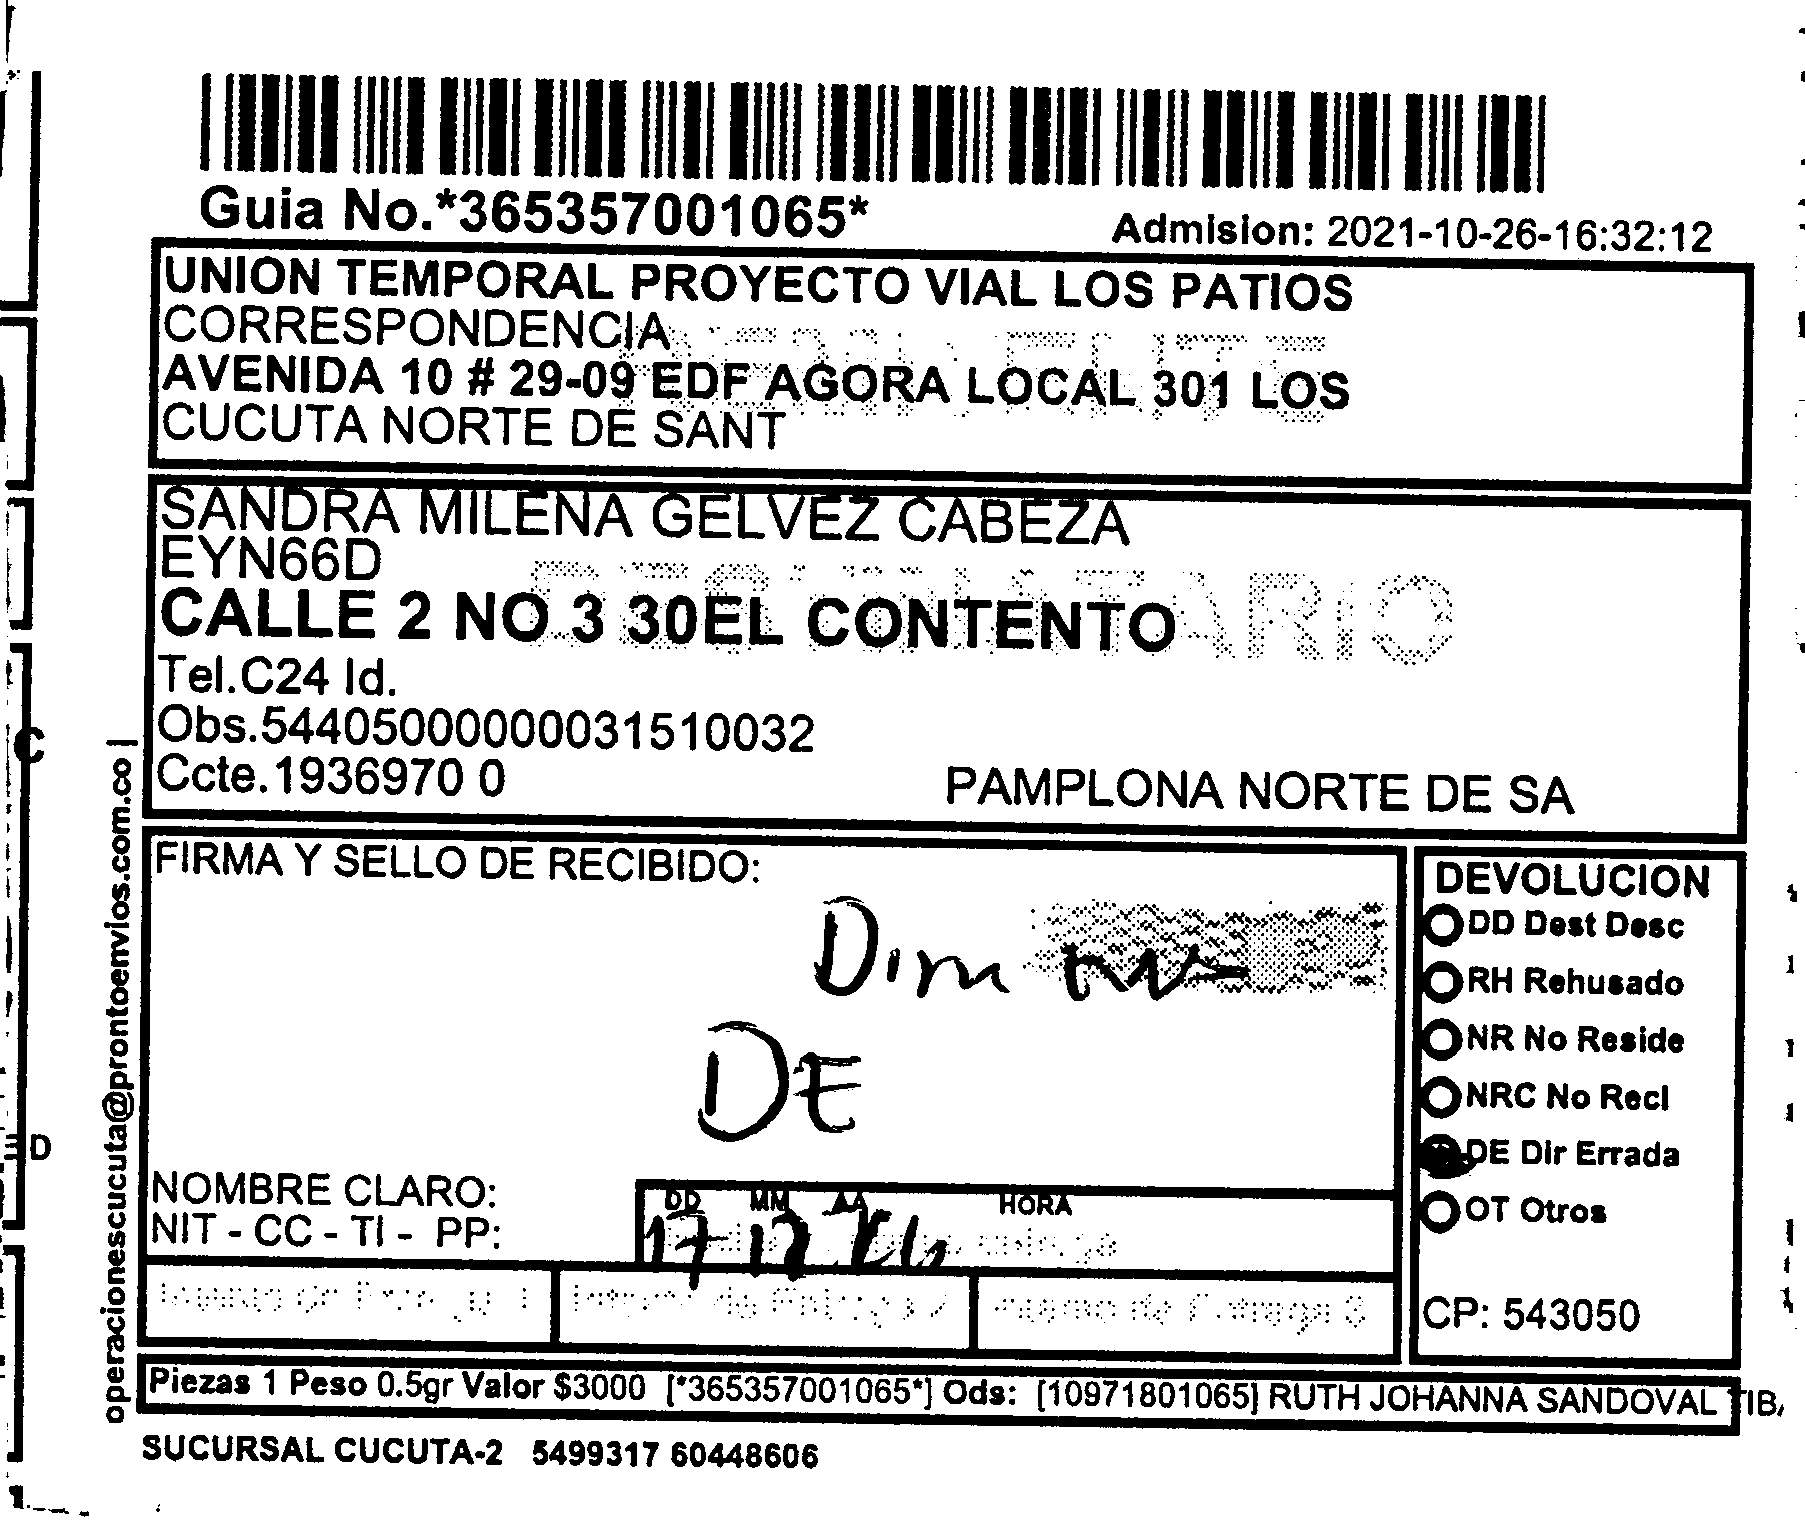 Guia No.*365357001065*
Admision: 2021-10-26-16:32:12
UNION TEMPORAL PROYECTO VIAL LOS PATIOS
CORRESPONDENCIA
AVENIDA 10 # 29-09 EDF AGORA LOCAL 301 LOS
CUCUTA NORTE DE SANT
SANDRA MILENA GELVEZ CABEZA
EYN66D
DESTINATARIO
CALLE 2 NO 3 30EL CONTENTO
Tel.C24 Id.
Obs.544050000000031510032
Ccte.1936970 0
PAMPLONA NORTE DE SA
operacionescucuta@prontoenvios.com.co |
FIRMA Y SELLO DE RECIBIDO:
DE
NOMBRE CLARO:
NIT - CC - TI - PP:
DD MM AA HORA
17 12
DEVOLUCION
DD Dest Desc
RH Rehusado
NR No Reside
NRC No Recl
DE Dir Errada
OT Otros
CP: 543050
Piezas 1 Peso 0.5gr Valor $3000 [*365357001065*] Ods: [10971801065] RUTH JOHANNA SANDOVAL TIBA
SUCURSAL CUCUTA-2 5499317 60448606